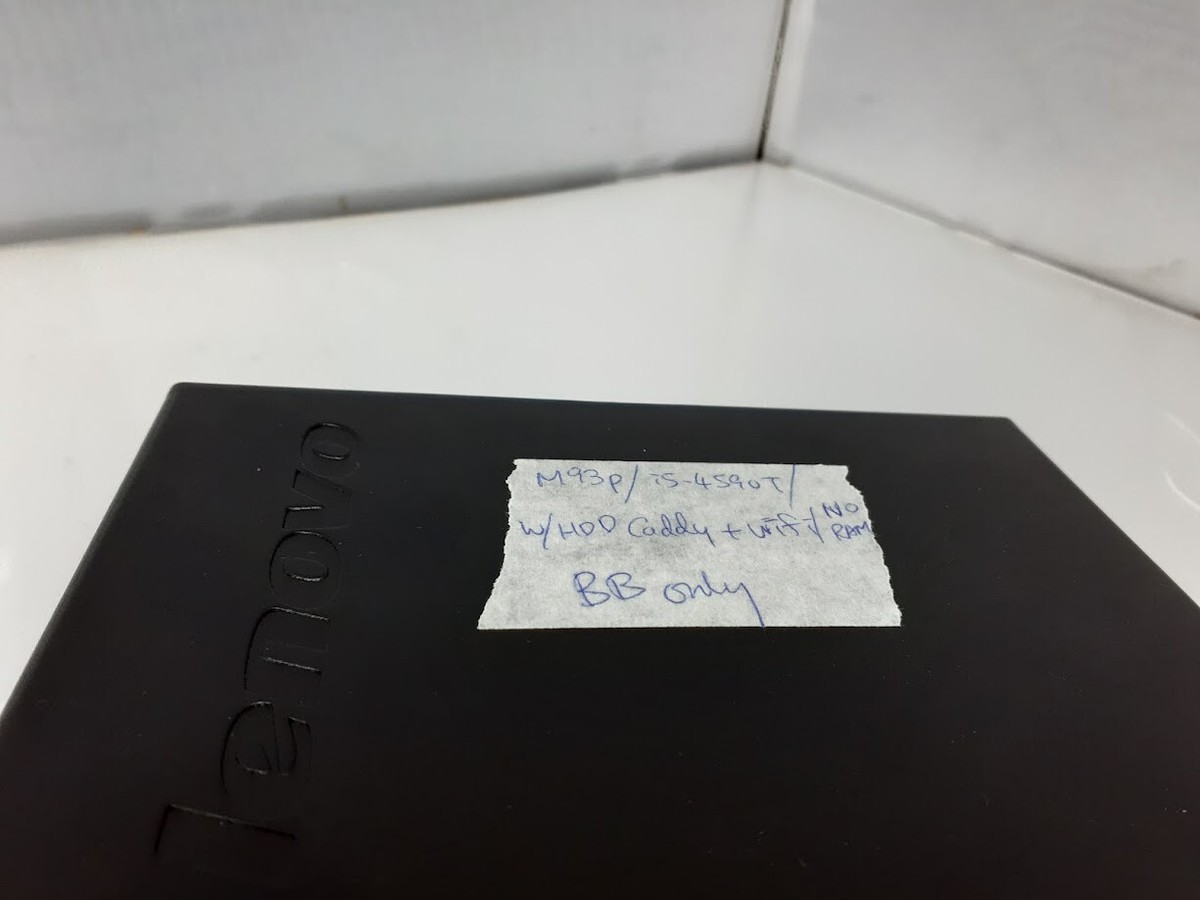 lenovo
M93p/ i5-4590T/
W/HDD Caddy + wifi/ NO RAM
BB only